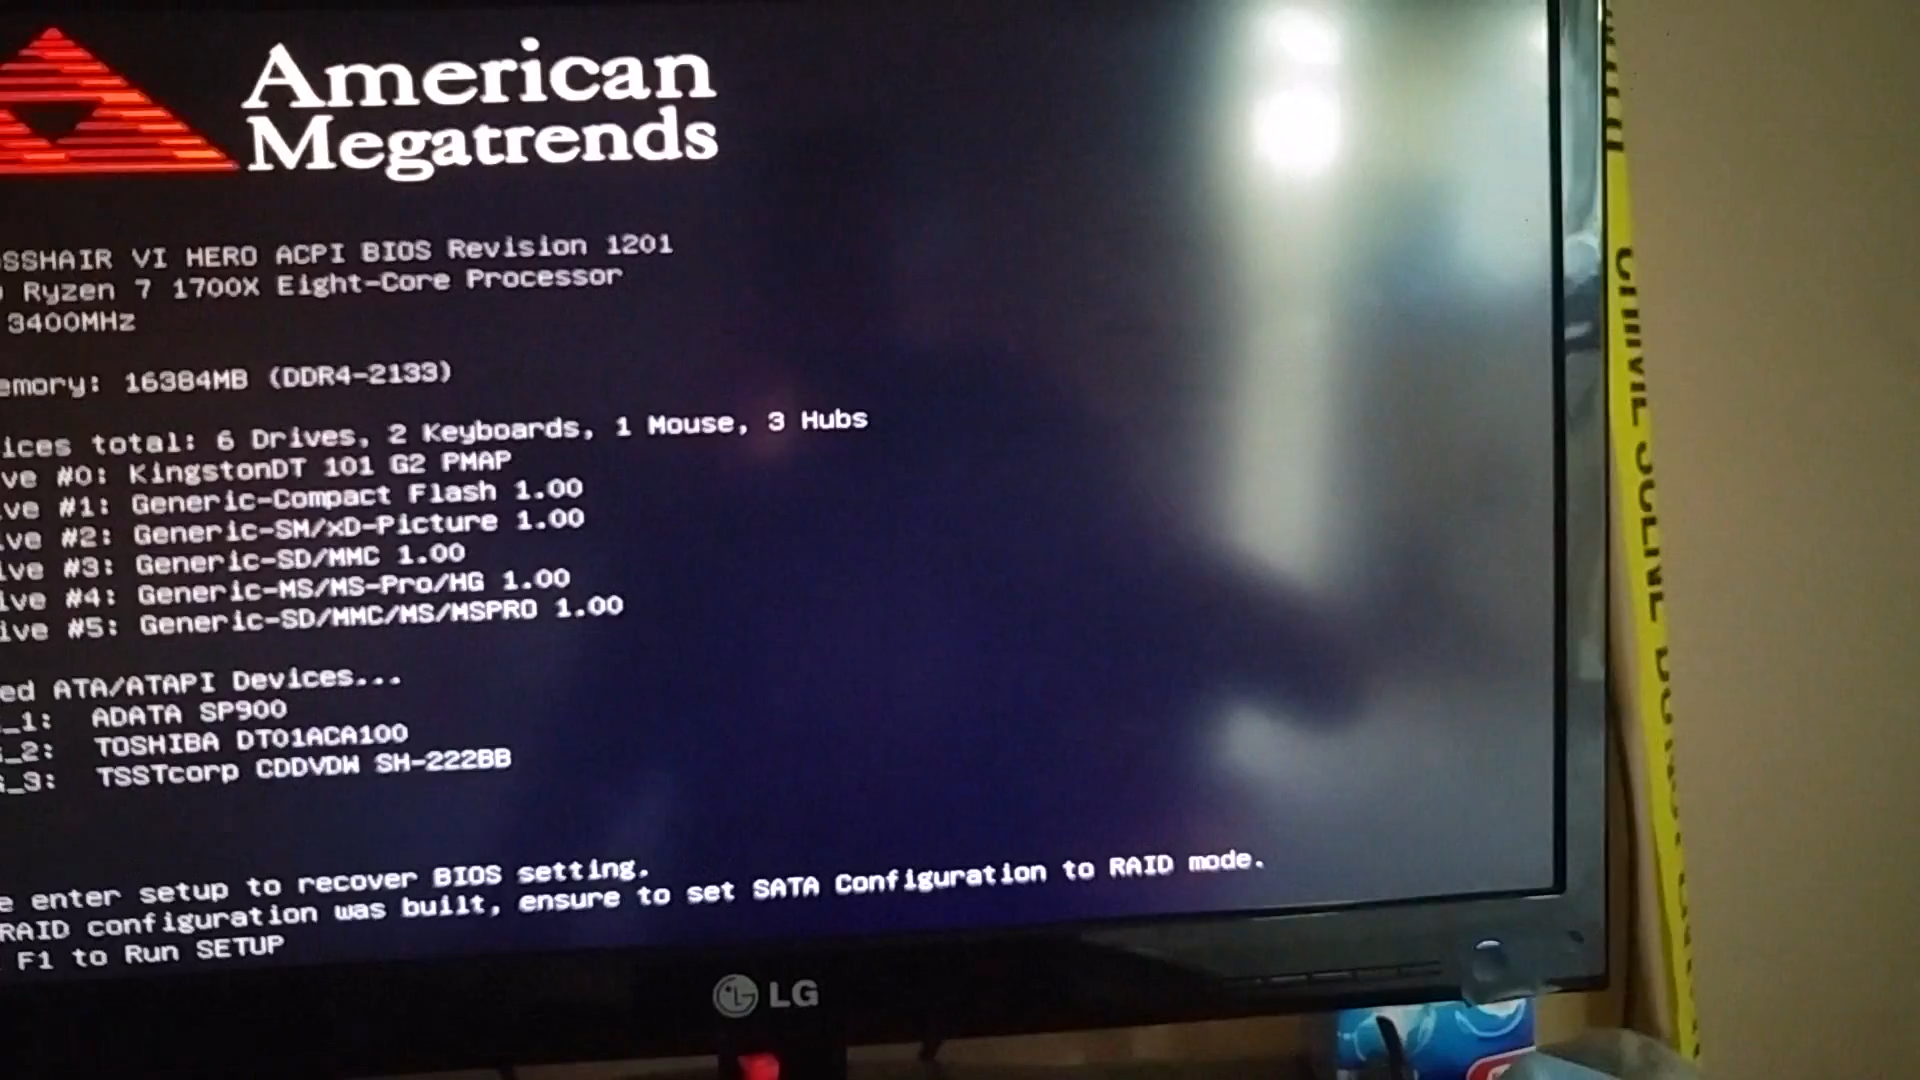 American
Megatrends
SSHAIR VI HERO ACPI BIOS Revision 1201
Ryzen 7 1700X Eight-Core Processor
3400MHz
emory: 16384MB (DDR4-2133)
ices total: 6 Drives, 2 Keyboards, 1 Mouse, 3 Hubs
ve #0: KingstonDT 101 G2 PMAP
ve #1: Generic-Compact Flash 1.00
ve #2: Generic-SM/xD-Picture 1.00
ive #3: Generic-SD/MMC 1.00
ive #4: Generic-MS/MS-Pro/HG 1.00
ive #5: Generic-SD/MMC/MS/MSPRO 1.00
ed ATA/ATAPI Devices...
_1: ADATA SP900
_2: TOSHIBA DT01ACA100
_3: TSSTcorp CDDVDW SH-222BB
e enter setup to recover BIOS setting.
RAID configuration was built, ensure to set SATA Configuration to RAID mode.
F1 to Run SETUP
LG
CRIME SCENE DO NOT